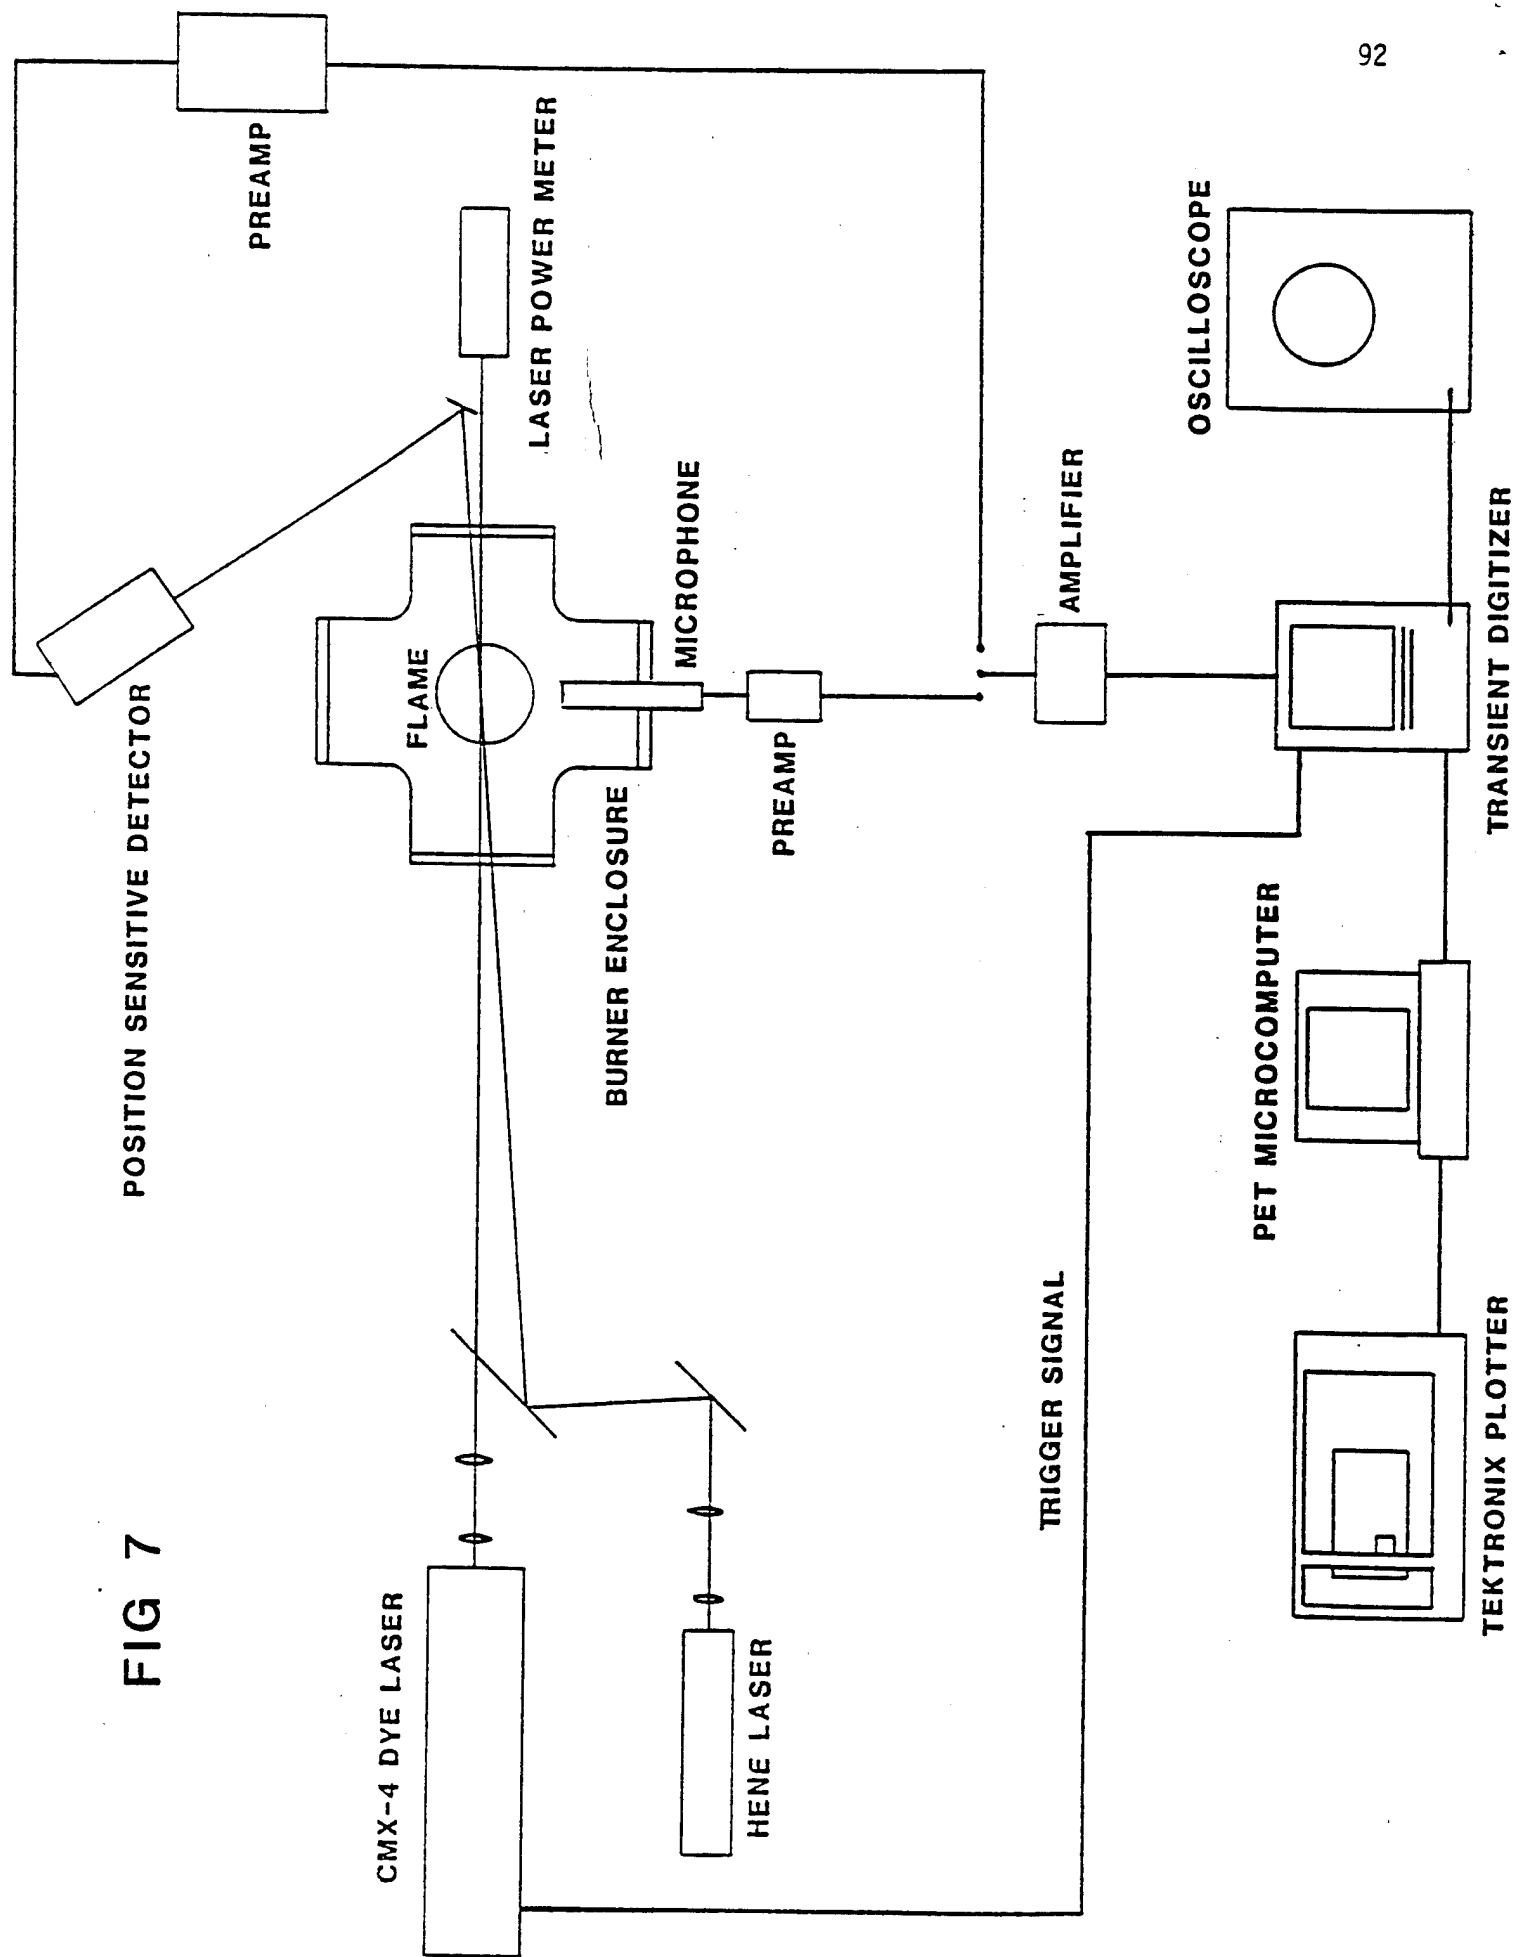 92
FIG 7
POSITION SENSITIVE DETECTOR
PREAMP
CMX-4 DYE LASER
FLAME
LASER POWER METER
HENE LASER
BURNER ENCLOSURE
MICROPHONE
PREAMP
TRIGGER SIGNAL
AMPLIFIER
OSCILLOSCOPE
PET MICROCOMPUTER
TEKTRONIX PLOTTER
TRANSIENT DIGITIZER